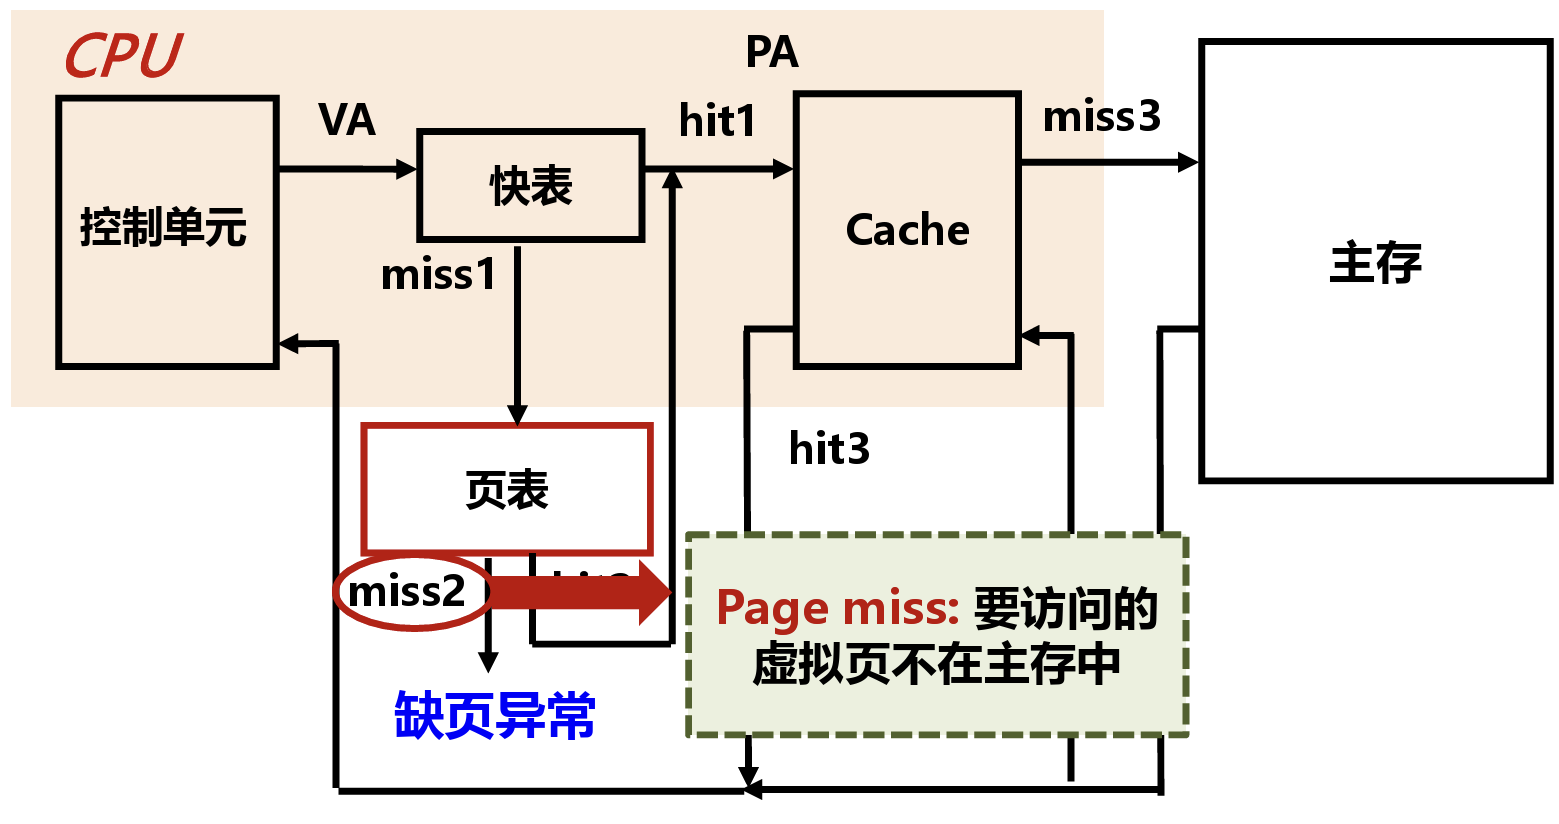 CPU
PA
VA
hit1
miss3
快表
控制单元
Cache
主存
miss1
hit3
页表
miss2
Page miss: 要访问的
虚拟页不在主存中
缺页异常